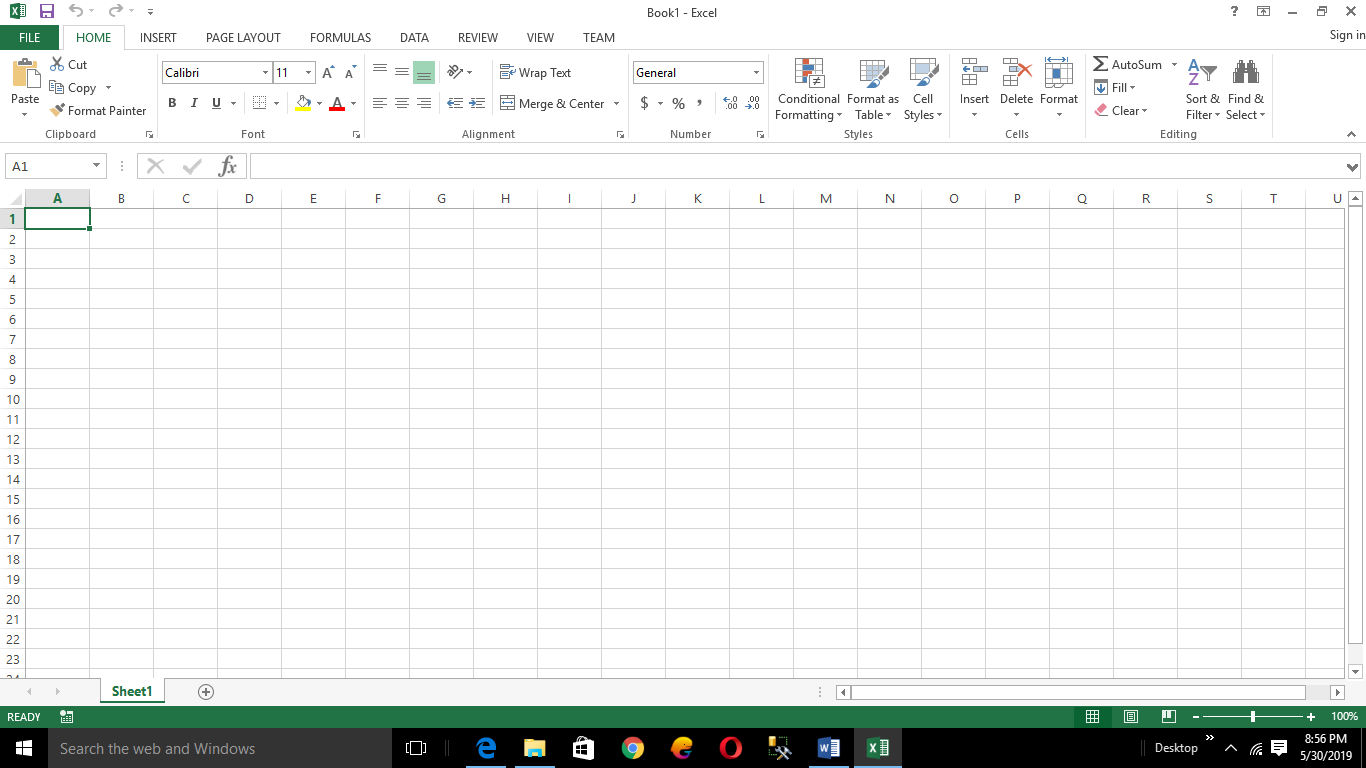 Book1 - Excel
?
FILE HOME INSERT PAGE LAYOUT FORMULAS DATA REVIEW VIEW TEAM Sign in
Paste
Cut
Copy
Format Painter
Clipboard
Calibri 11 A A
B I U A
Font
Wrap Text
Merge & Center
Alignment
General
$ % ,
Number
Conditional Formatting
Format as Table
Cell Styles
Styles
Insert Delete Format
Cells
AutoSum
Fill
Clear
Sort & Filter
Find & Select
Editing
A1 fx
A B C D E F G H I J K L M N O P Q R S T U
1
2
3
4
5
6
7
8
9
10
11
12
13
14
15
16
17
18
19
20
21
22
23
24
Sheet1
READY 100%
Search the web and Windows Desktop 8:56 PM
5/30/2019